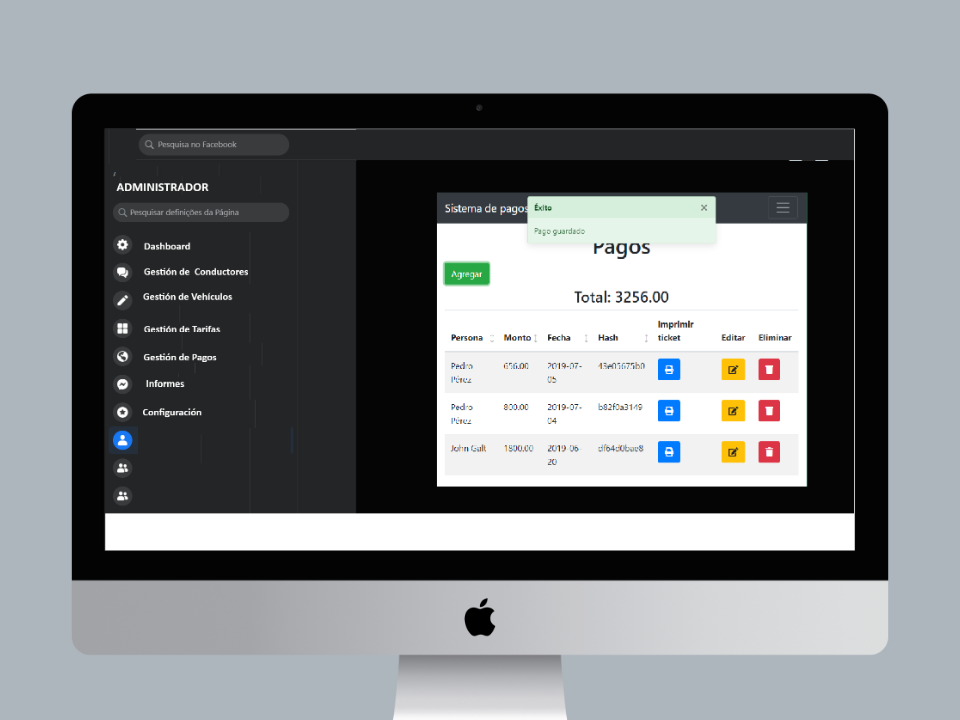 Pesquisa no Facebook
ADMINISTRADOR
Pesquisar definições da Página
Dashboard
Gestión de Conductores
Gestión de Vehículos
Gestión de Tarifas
Gestión de Pagos
Informes
Configuración
Sistema de pagos
Éxito
Pago guardado
Pagos
Agregar
Total: 3256.00
Persona Monto Fecha Hash Imprimir ticket Editar Eliminar
Pedro Pérez 656.00 2019-07-05 43e05675b0
Pedro Pérez 800.00 2019-07-04 b82f0a3149
John Galt 1800.00 2019-06-20 df64d0bae8